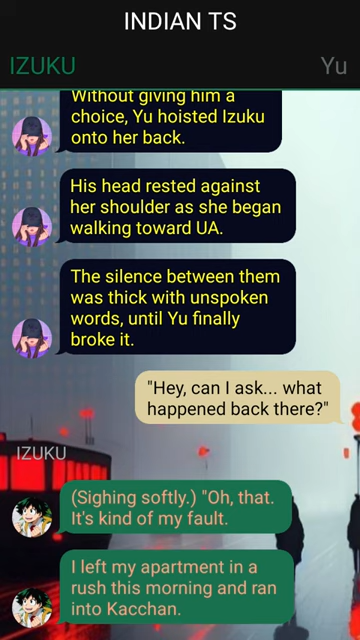 INDIAN TS
IZUKU
Yu
Without giving him a
choice, Yu hoisted Izuku
onto her back.
His head rested against
her shoulder as she began
walking toward UA.
The silence between them
was thick with unspoken
words, until Yu finally
broke it.
"Hey, can I ask... what
happened back there?"
IZUKU
(Sighing softly.) "Oh, that.
It's kind of my fault.
I left my apartment in a
rush this morning and ran
into Kacchan.